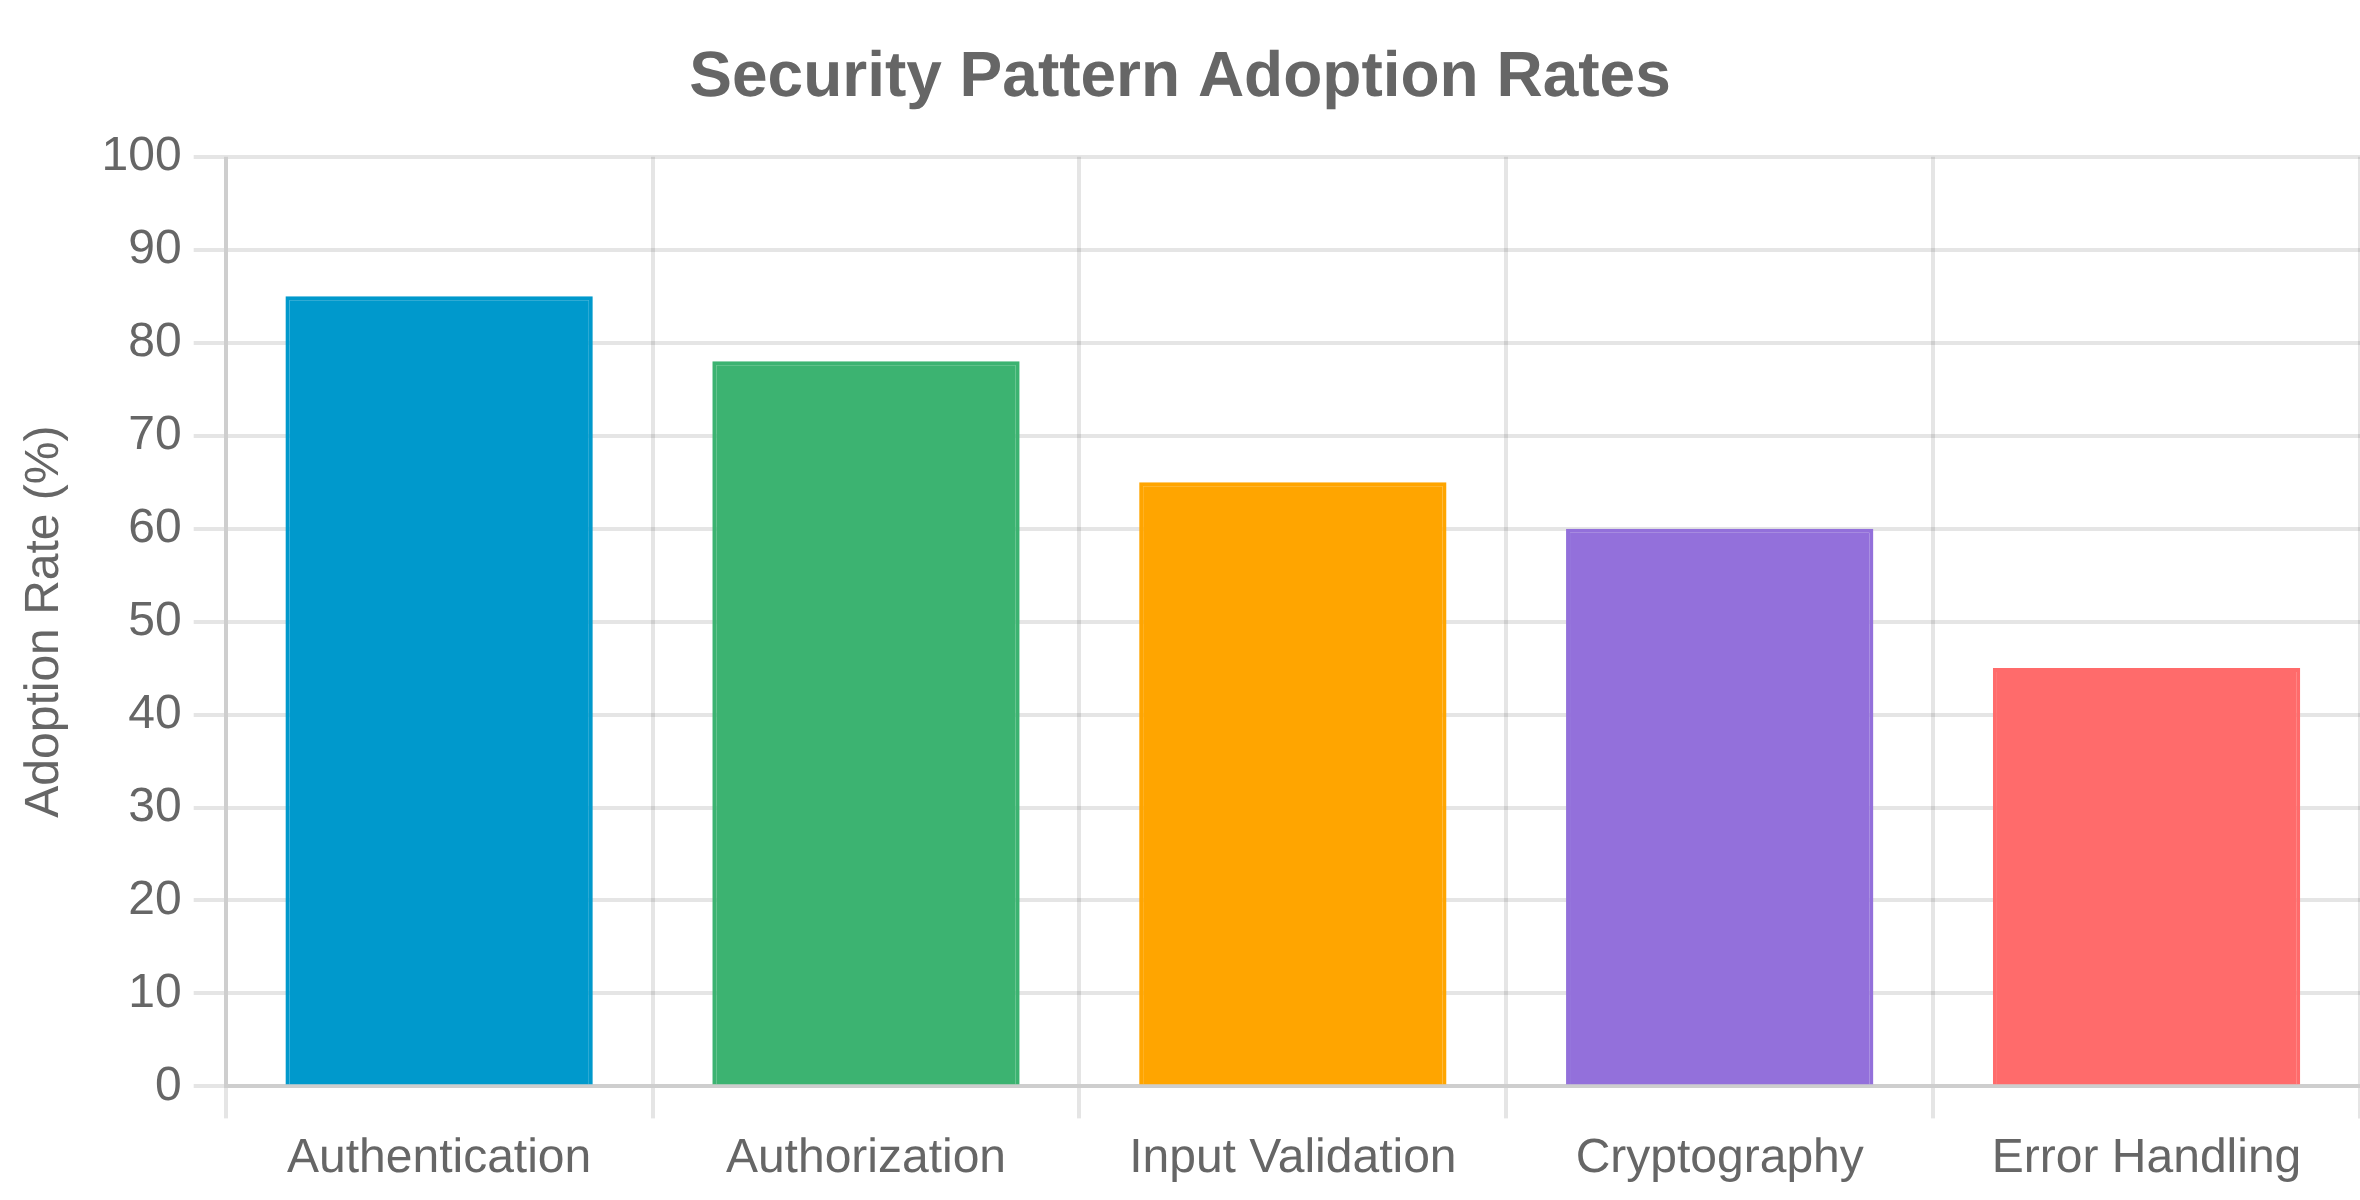 Security Pattern Adoption Rates
100
90
80
70
60
50
40
30
20
10
0
Adoption Rate (%)
Authentication
Authorization
Input Validation
Cryptography
Error Handling